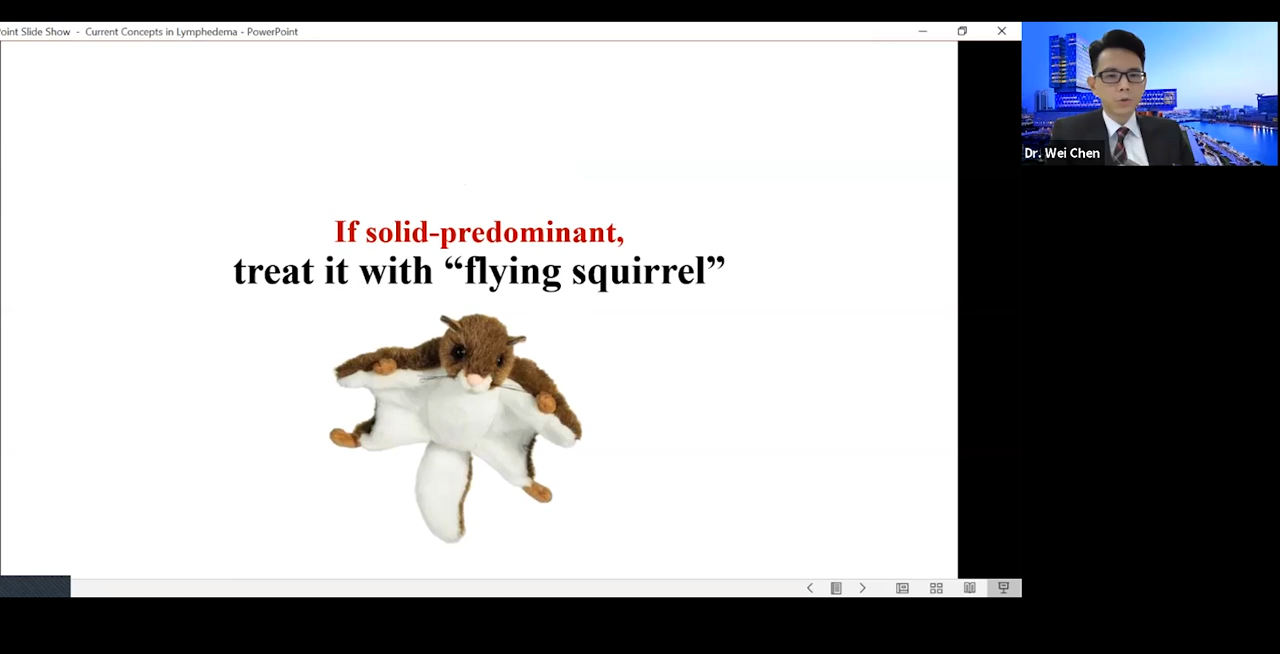 oint Slide Show - Current Concepts in Lymphedema - PowerPoint
If solid-predominant,
treat it with “flying squirrel”
Dr. Wei Chen